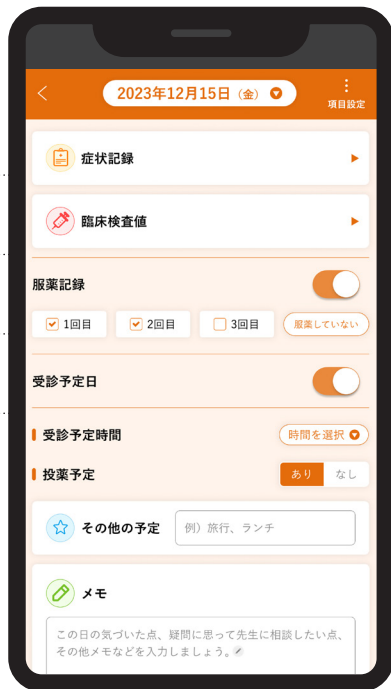 2023年12月15日（金）
項目設定
症状記録
臨床検査値
服薬記録
1回目 2回目 3回目 服薬していない
受診予定日
受診予定時間 時間を選択
投薬予定 あり なし
その他の予定 例）旅行、ランチ
メモ
この日の気づいた点、疑問に思って先生に相談したい点、
その他メモなどを入力しましょう。